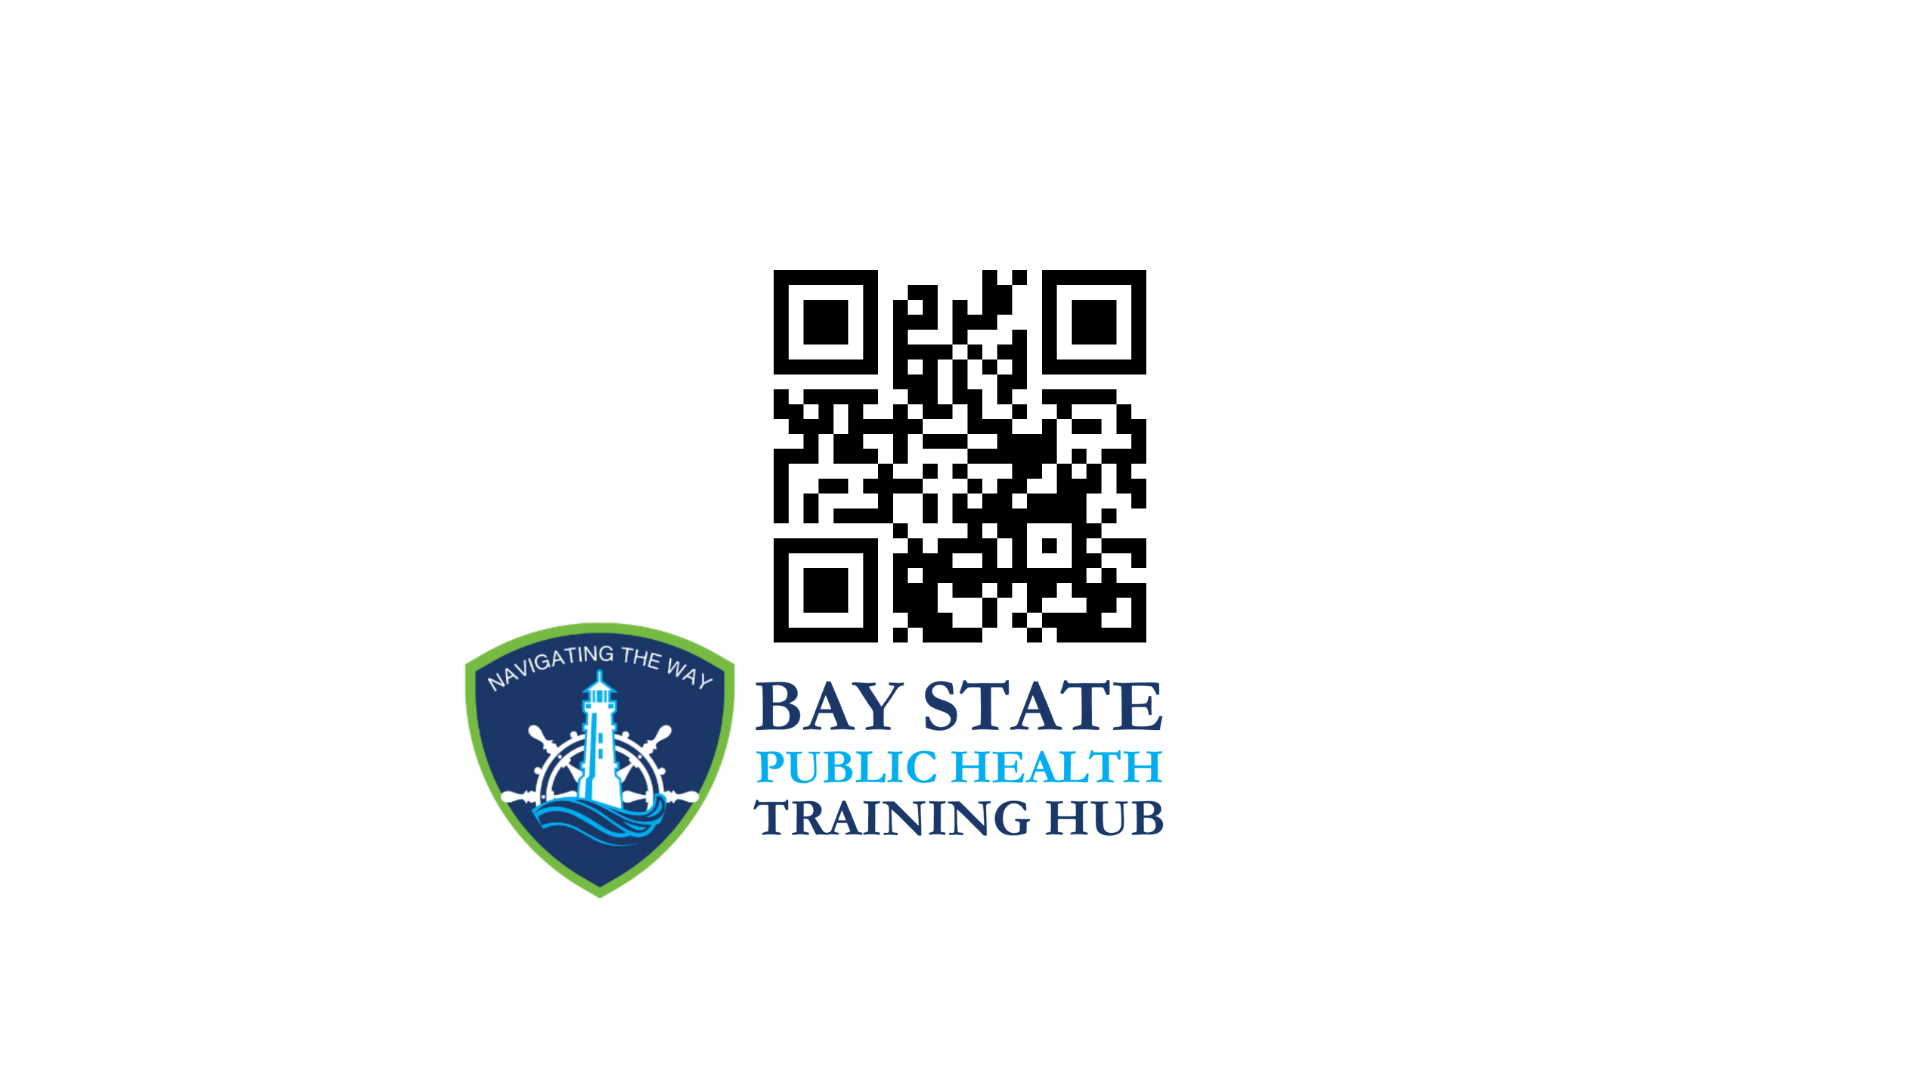 NAVIGATING THE WAY
BAY STATE
PUBLIC HEALTH
TRAINING HUB